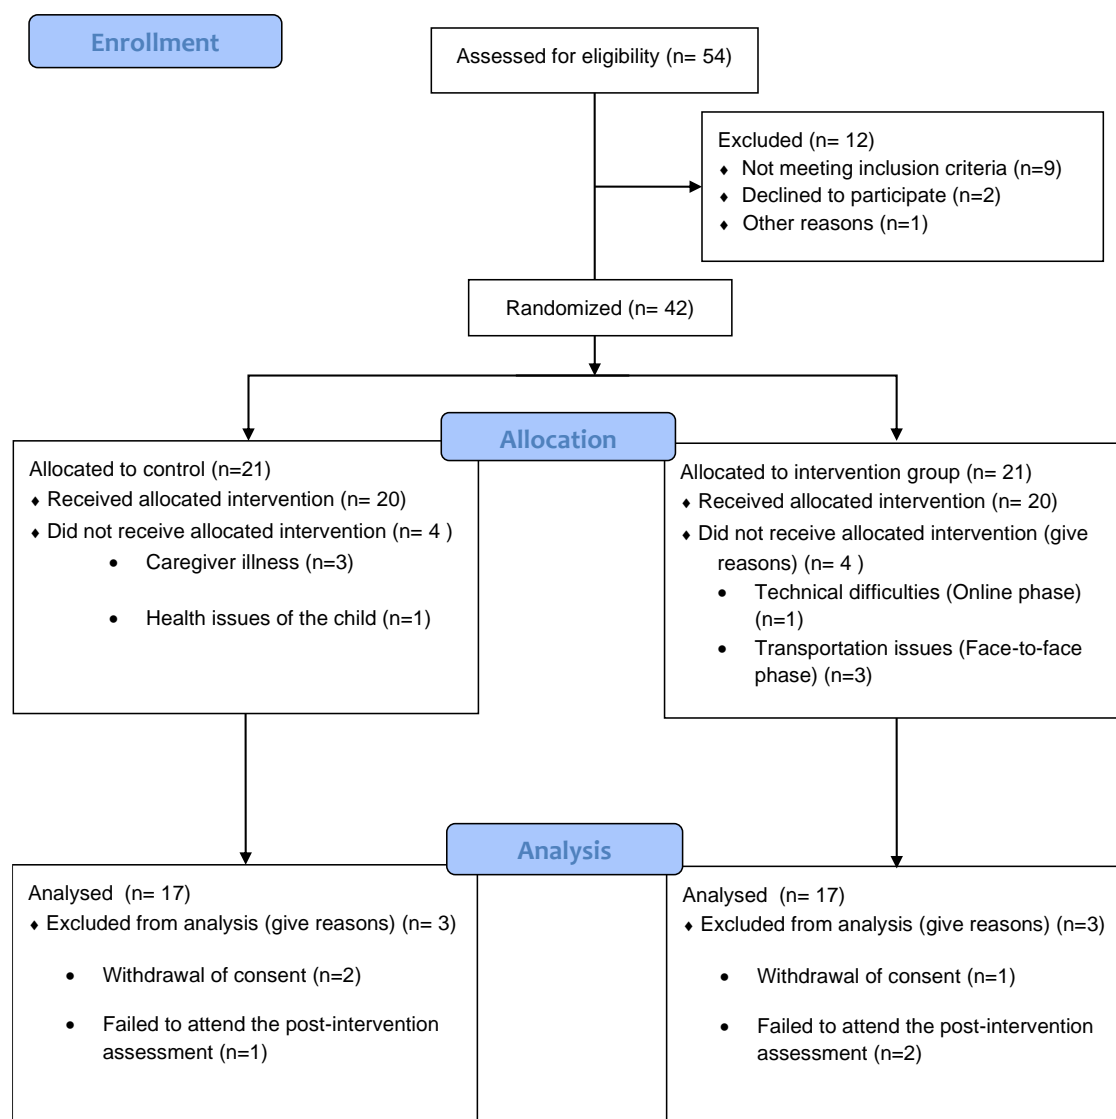 Enrollment
Assessed for eligibility (n= 54)
Excluded (n= 12)
♦ Not meeting inclusion criteria (n=9)
♦ Declined to participate (n=2)
♦ Other reasons (n=1)
Randomized (n= 42)
Allocation
Allocated to control (n=21)
♦ Received allocated intervention (n= 20)
♦ Did not receive allocated intervention (n= 4 )
• Caregiver illness (n=3)
• Health issues of the child (n=1)
Allocated to intervention group (n= 21)
♦ Received allocated intervention (n= 20)
♦ Did not receive allocated intervention (give
reasons) (n= 4 )
• Technical difficulties (Online phase)
(n=1)
• Transportation issues (Face-to-face
phase) (n=3)
Analysis
Analysed (n= 17)
♦ Excluded from analysis (give reasons) (n= 3)
• Withdrawal of consent (n=2)
• Failed to attend the post-intervention
assessment (n=1)
Analysed (n= 17)
♦ Excluded from analysis (give reasons) (n=3)
• Withdrawal of consent (n=1)
• Failed to attend the post-intervention
assessment (n=2)